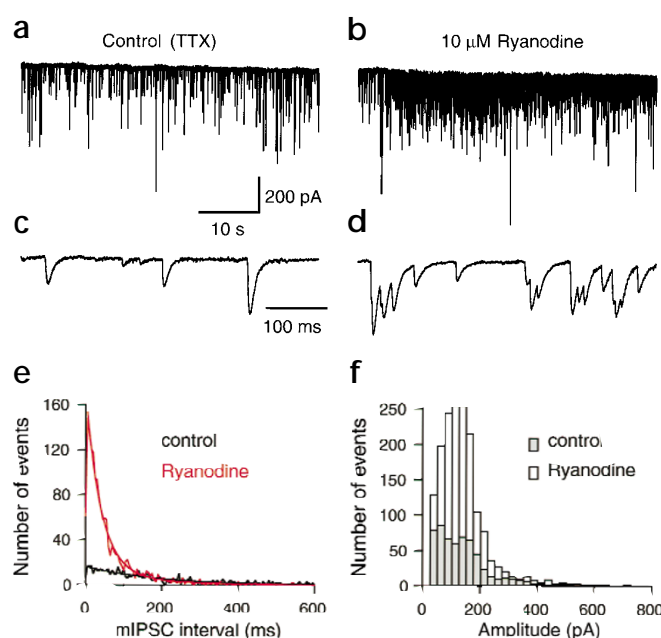 a
Control (TTX)
b
10 µM Ryanodine
200 pA
10 s
c
d
100 ms
e
Number of events
160
120
80
40
0
control
Ryanodine
0
200
400
600
mIPSC interval (ms)
f
Number of events
250
200
150
100
50
0
control
Ryanodine
0
200
400
600
800
Amplitude (pA)